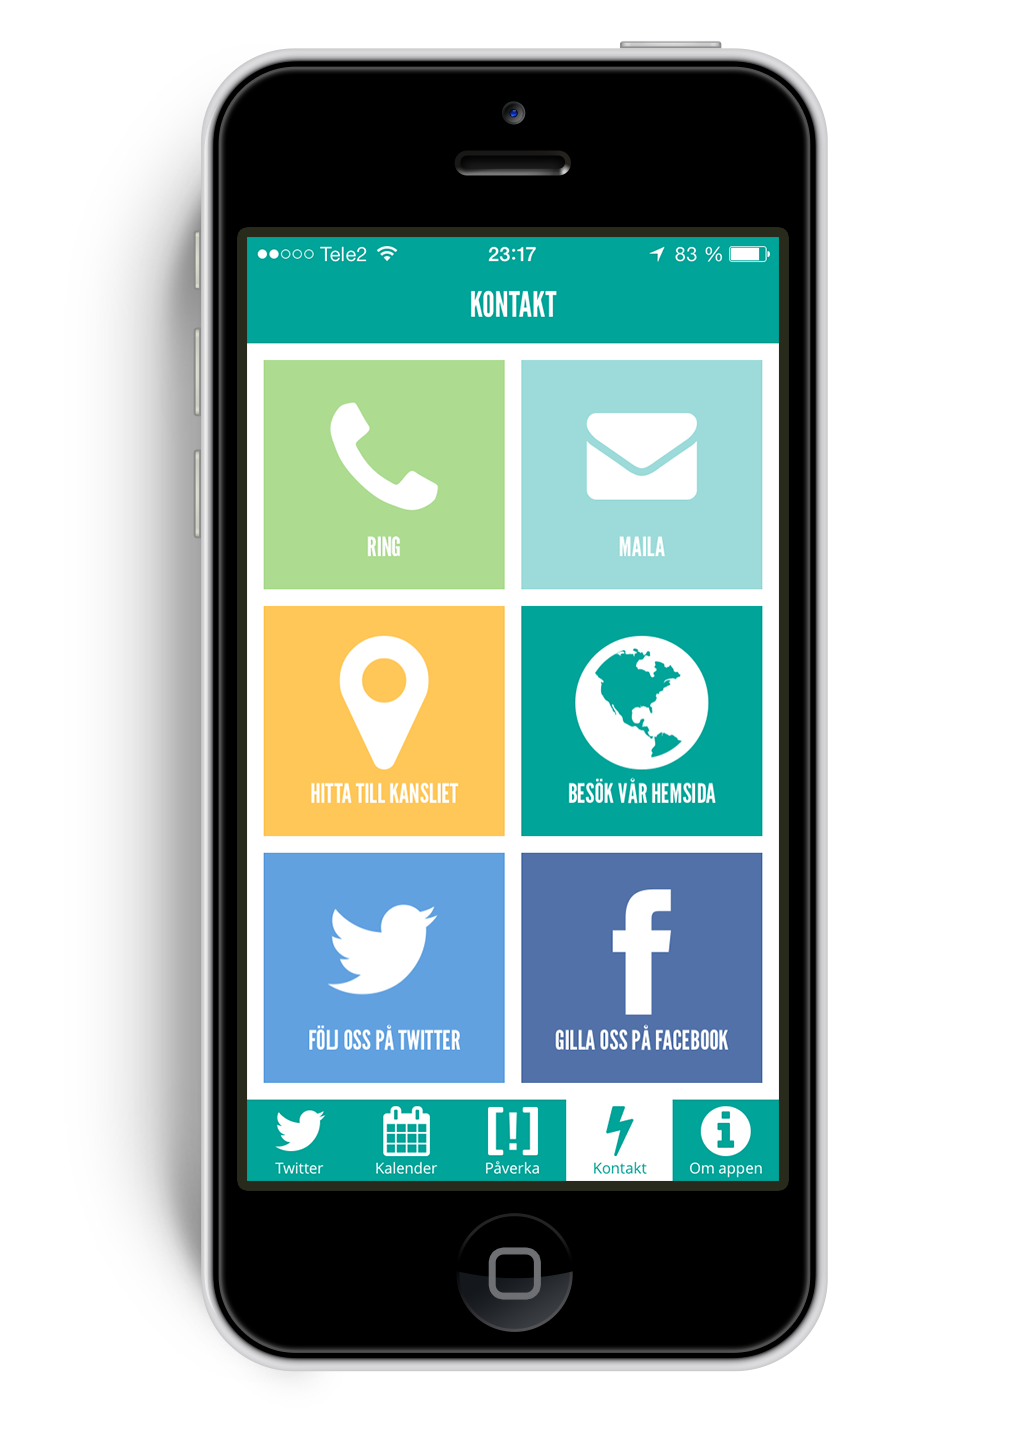 Tele2 23:17 83 %
KONTAKT
RING MAILA
HITTA TILL KANSLIET BESÖK VÅR HEMSIDA
FÖLJ OSS PÅ TWITTER GILLA OSS PÅ FACEBOOK
[!]
Twitter Kalender Påverka Kontakt Om appen